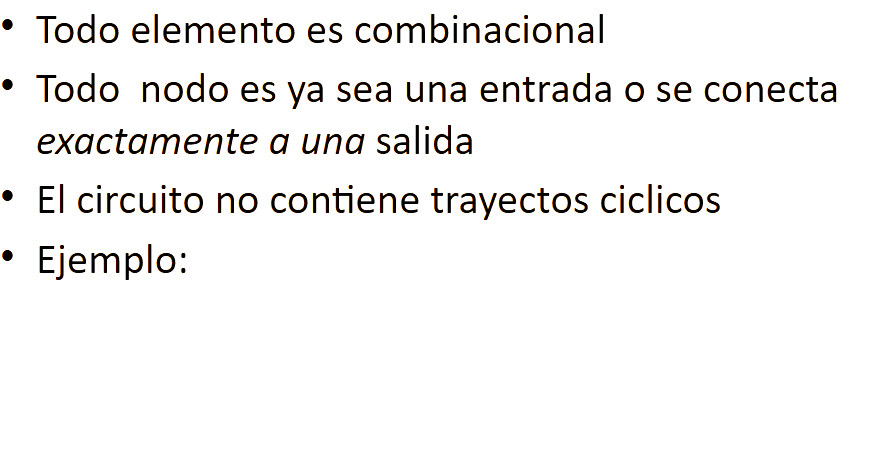 • Todo elemento es combinacional
• Todo  nodo es ya sea una entrada o se conecta
exactamente a una salida
• El circuito no contiene trayectos ciclicos
• Ejemplo: